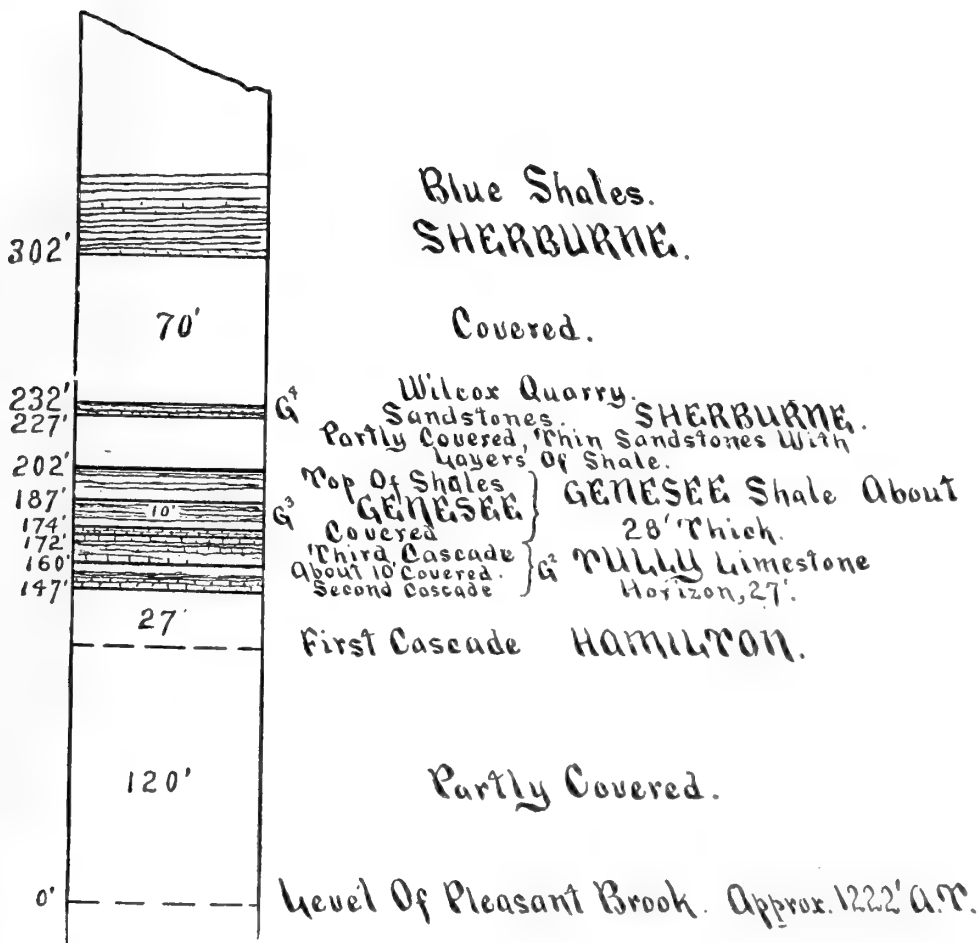 Blue Shales.
302' SHERBURNE.
70' Covered.
232' G⁴ Wilcox Quarry.
227' Sandstones. SHERBURNE.
Partly Covered, Thin Sandstones With
Layers Of Shale.
202' Top Of Shales
187' 10' G³ GENESEE GENESEE Shale About
174' Covered 28' Thick.
172' Third Cascade G² TULLY Limestone
160' About 10' Covered.
147' Second Cascade Horizon, 27'.
27'
First Cascade HAMILTON.
120' Partly Covered.
0' Level Of Pleasant Brook. Approx. 1222' A.T.